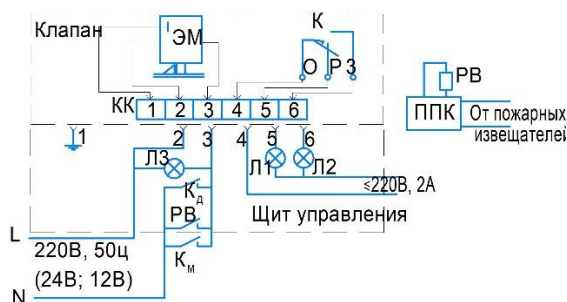 Клапан
ЭМ
К
О Р З
КК 1 2 3 4 5 6
1
2 3 4 5 6
Л3
Л1 Л2
≤220В, 2А
Кд
РВ
Щит управления
L
220В, 50ц
(24В; 12В)
Км
N
РВ
ППК
От пожарных
извещателей